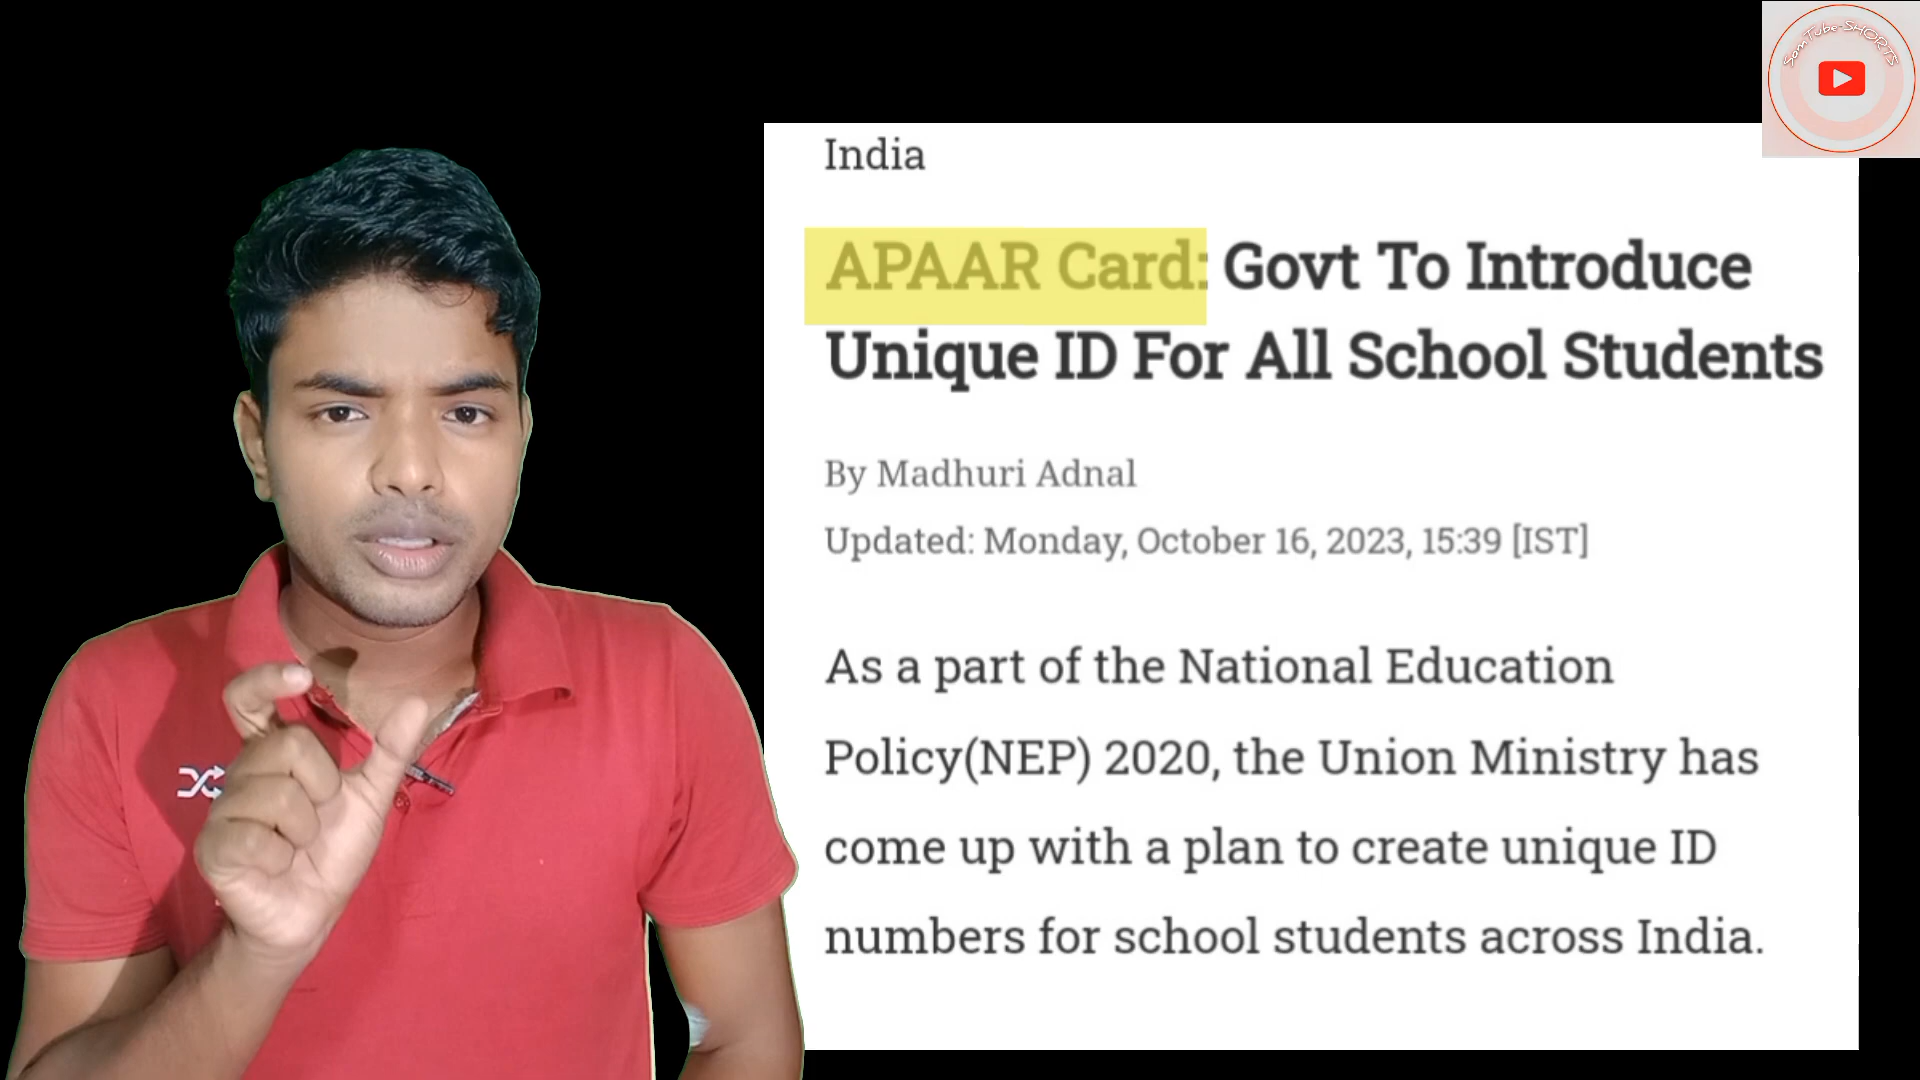 SomTube-SHORTS
India
APAAR Card: Govt To Introduce
Unique ID For All School Students
By Madhuri Adnal
Updated: Monday, October 16, 2023, 15:39 [IST]
As a part of the National Education
Policy(NEP) 2020, the Union Ministry has
come up with a plan to create unique ID
numbers for school students across India.